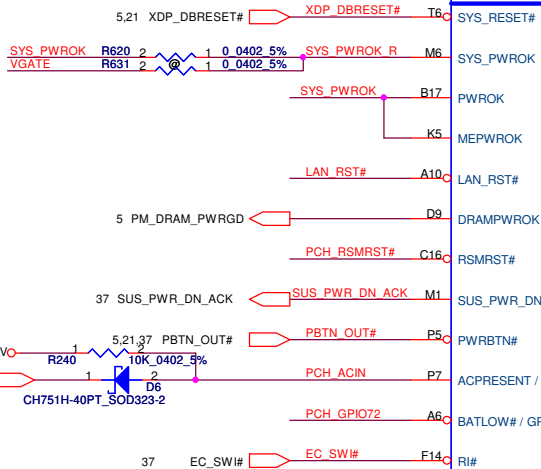 5,21 XDP_DBRESET# XDP_DBRESET# T6 SYS_RESET#
SYS_PWROK R620 2 1 0_0402_5% SYS_PWROK_R M6 SYS_PWROK
VGATE R631 2 @ 1 0_0402_5%
SYS_PWROK B17 PWROK
K5 MEPWROK
LAN_RST# A10 LAN_RST#
5 PM_DRAM_PWRGD D9 DRAMPWROK
PCH_RSMRST# C16 RSMRST#
37 SUS_PWR_DN_ACK SUS_PWR_DN_ACK M1 SUS_PWR_DN
5,21,37 PBTN_OUT# PBTN_OUT# P5 PWRBTN#
V 1 2
R240 10K_0402_5%
1 2 PCH_ACIN P7 ACPRESENT /
D6
CH751H-40PT_SOD323-2
PCH_GPIO72 A6 BATLOW# / GP
37 EC_SWI# EC_SWI# F14 RI#